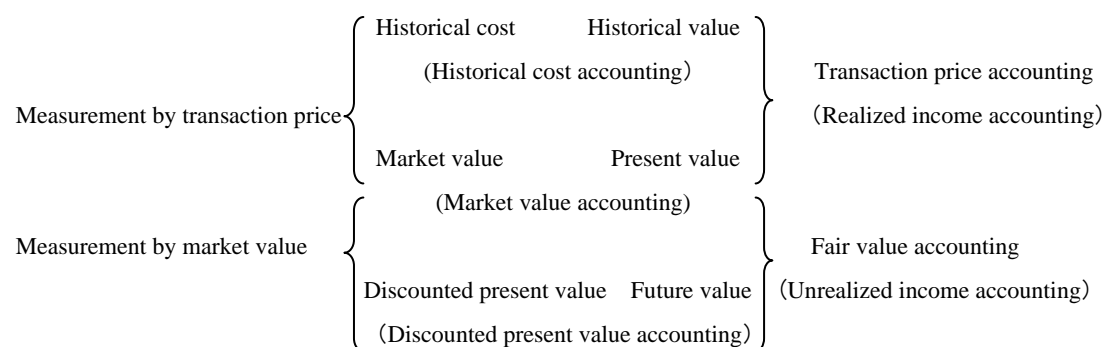 Historical cost Historical value
(Historical cost accounting） Transaction price accounting
Measurement by transaction price （Realized income accounting）
Market value Present value
(Market value accounting)
Measurement by market value Fair value accounting
Discounted present value Future value （Unrealized income accounting）
（Discounted present value accounting）